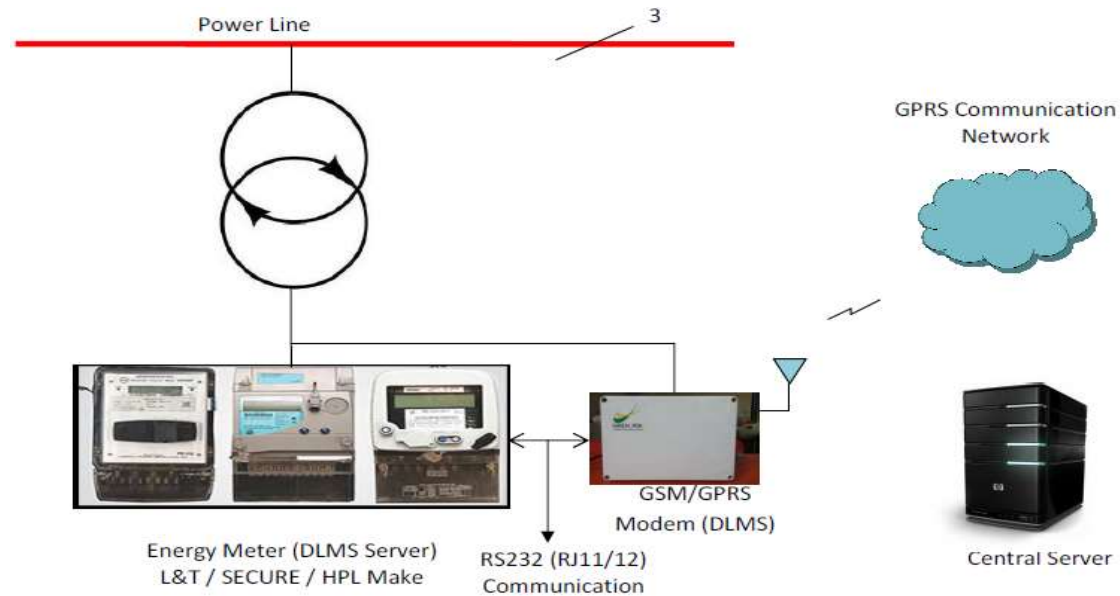 Power Line
3
GPRS Communication
Network
GSM/GPRS
Modem (DLMS)
Energy Meter (DLMS Server)
L&T / SECURE / HPL Make
RS232 (RJ11/12)
Communication
hp
Central Server